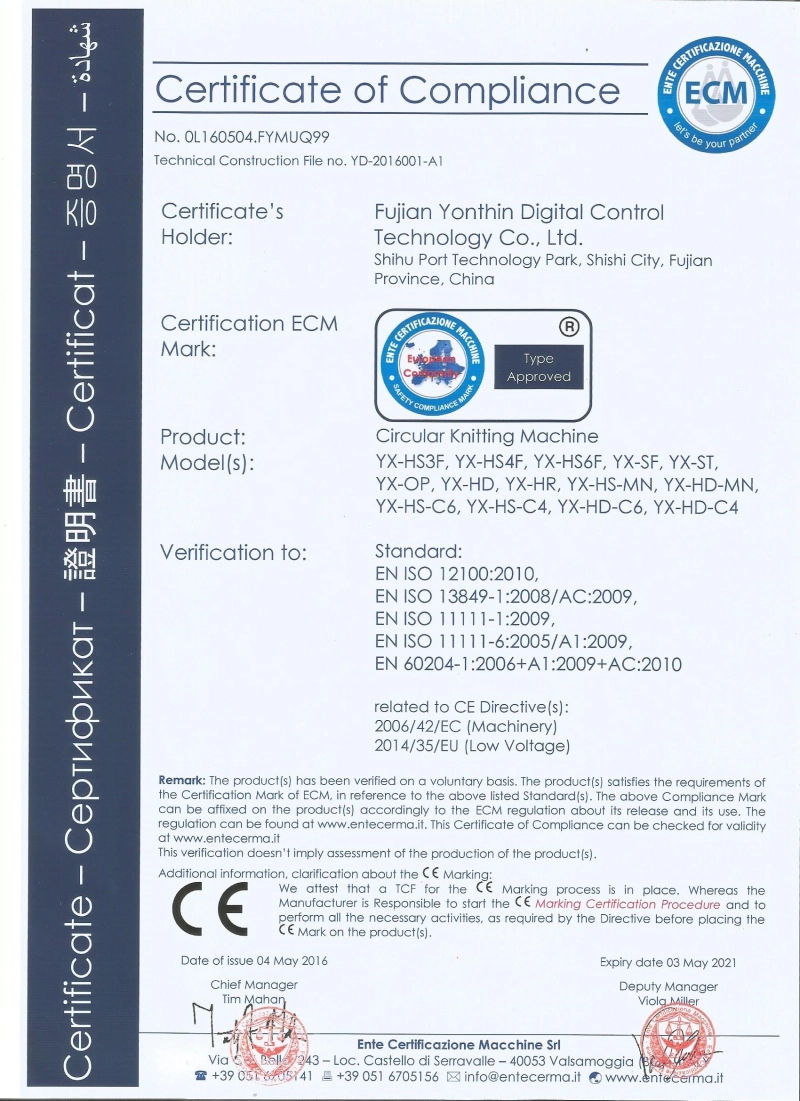 Certificate – Сертификат – 證明書 – Certificat – 증명서 – شهادة
Certificate of Compliance
ENTE CERTIFICAZIONE MACCHINE
ECM
let's be your partner
No. 0L160504.FYMUQ99
Technical Construction File no. YD-2016001-A1
Certificate's
Holder:
Fujian Yonthin Digital Control
Technology Co., Ltd.
Shihu Port Technology Park, Shishi City, Fujian
Province, China
Certification ECM
Mark:
ENTE CERTIFICAZIONE MACCHINE
European
Conformity
SAFETY COMPLIANCE MARK
®
Type
Approved
Product: Circular Knitting Machine
Model(s): YX-HS3F, YX-HS4F, YX-HS6F, YX-SF, YX-ST,
YX-OP, YX-HD, YX-HR, YX-HS-MN, YX-HD-MN,
YX-HS-C6, YX-HS-C4, YX-HD-C6, YX-HD-C4
Verification to: Standard:
EN ISO 12100:2010,
EN ISO 13849-1:2008/AC:2009,
EN ISO 11111-1:2009,
EN ISO 11111-6:2005/A1:2009,
EN 60204-1:2006+A1:2009+AC:2010
related to CE Directive(s):
2006/42/EC (Machinery)
2014/35/EU (Low Voltage)
Remark: The product(s) has been verified on a voluntary basis. The product(s) satisfies the requirements of
the Certification Mark of ECM, in reference to the above listed Standard(s). The above Compliance Mark
can be affixed on the product(s) accordingly to the ECM regulation about its release and its use. The
regulation can be found at www.entecerma.it. This Certificate of Compliance can be checked for validity
at www.entecerma.it
This verification doesn't imply assessment of the production of the product(s).
Additional information, clarification about the CE Marking:
CE
We attest that a TCF for the CE Marking process is in place. Whereas the
Manufacturer is Responsible to start the CE Marking Certification Procedure and to
perform all the necessary activities, as required by the Directive before placing the
CE Mark on the product(s).
Date of issue 04 May 2016
Expiry date 03 May 2021
Chief Manager
Tim Mahan
Deputy Manager
Viola Miller
Ente Certificazione Macchine Srl
Via 243 – Loc. Castello di Serravalle – 40053 Valsamoggia
+39 051 +39 051 6705156 info@entecerma.it www.entecerma.it